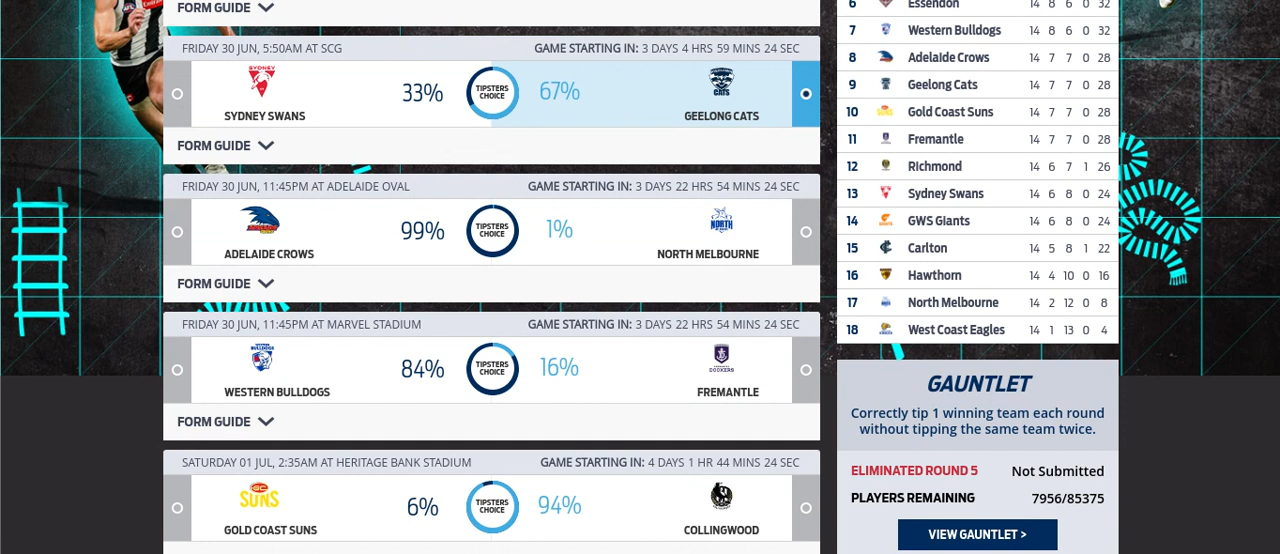 FORM GUIDE
FRIDAY 30 JUN, 5:50AM AT SCG
GAME STARTING IN: 3 DAYS 4 HRS 59 MINS 24 SEC
SYDNEY
33%
TIPSTERS
CHOICE
67%
CATS
SYDNEY SWANS
GEELONG CATS
FORM GUIDE
FRIDAY 30 JUN, 11:45PM AT ADELAIDE OVAL
GAME STARTING IN: 3 DAYS 22 HRS 54 MINS 24 SEC
99%
TIPSTERS
CHOICE
1%
NORTH
ADELAIDE CROWS
NORTH MELBOURNE
FORM GUIDE
FRIDAY 30 JUN, 11:45PM AT MARVEL STADIUM
GAME STARTING IN: 3 DAYS 22 HRS 54 MINS 24 SEC
84%
TIPSTERS
CHOICE
16%
DOCKERS
WESTERN BULLDOGS
FREMANTLE
FORM GUIDE
SATURDAY 01 JUL, 2:35AM AT HERITAGE BANK STADIUM
GAME STARTING IN: 4 DAYS 1 HR 44 MINS 24 SEC
GC
SUNS
6%
TIPSTERS
CHOICE
94%
GOLD COAST SUNS
COLLINGWOOD
6 Essendon 14 8 6 0 32
7 Western Bulldogs 14 8 6 0 32
8 Adelaide Crows 14 7 7 0 28
9 Geelong Cats 14 7 7 0 28
10 Gold Coast Suns 14 7 7 0 28
11 Fremantle 14 7 7 0 28
12 Richmond 14 6 7 1 26
13 Sydney Swans 14 6 8 0 24
14 GWS Giants 14 6 8 0 24
15 Carlton 14 5 8 1 22
16 Hawthorn 14 4 10 0 16
17 North Melbourne 14 2 12 0 8
18 West Coast Eagles 14 1 13 0 4
GAUNTLET
Correctly tip 1 winning team each round
without tipping the same team twice.
ELIMINATED ROUND 5 Not Submitted
PLAYERS REMAINING 7956/85375
VIEW GAUNTLET >